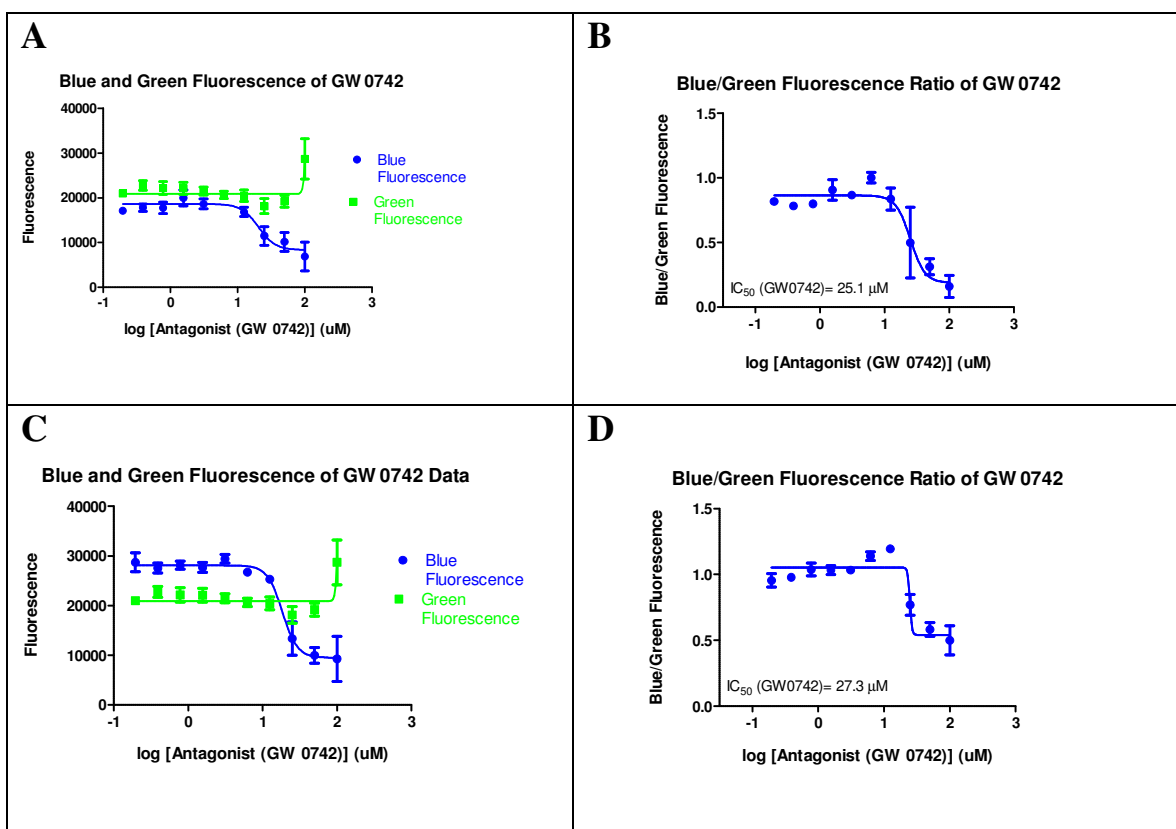 A
Blue and Green Fluorescence of GW 0742
40000
30000
20000
10000
0
Fluorescence
-1
0
1
2
3
log [Antagonist (GW 0742)] (uM)
Blue
Fluorescence
Green
Fluorescence
B
Blue/Green Fluorescence Ratio of GW 0742
1.5
1.0
0.5
0.0
Blue/Green Fluorescence
IC50 (GW0742)= 25.1 µM
-1
0
1
2
3
log [Antagonist (GW 0742)] (uM)
C
Blue and Green Fluorescence of GW 0742 Data
40000
30000
20000
10000
0
Fluorescence
-1
0
1
2
3
log [Antagonist (GW 0742)] (uM)
Blue
Fluorescence
Green
Fluorescence
D
Blue/Green Fluorescence Ratio of GW 0742
1.5
1.0
0.5
0.0
Blue/Green Fluorescence
IC50 (GW0742)= 27.3 µM
-1
0
1
2
3
log [Antagonist (GW 0742)] (uM)